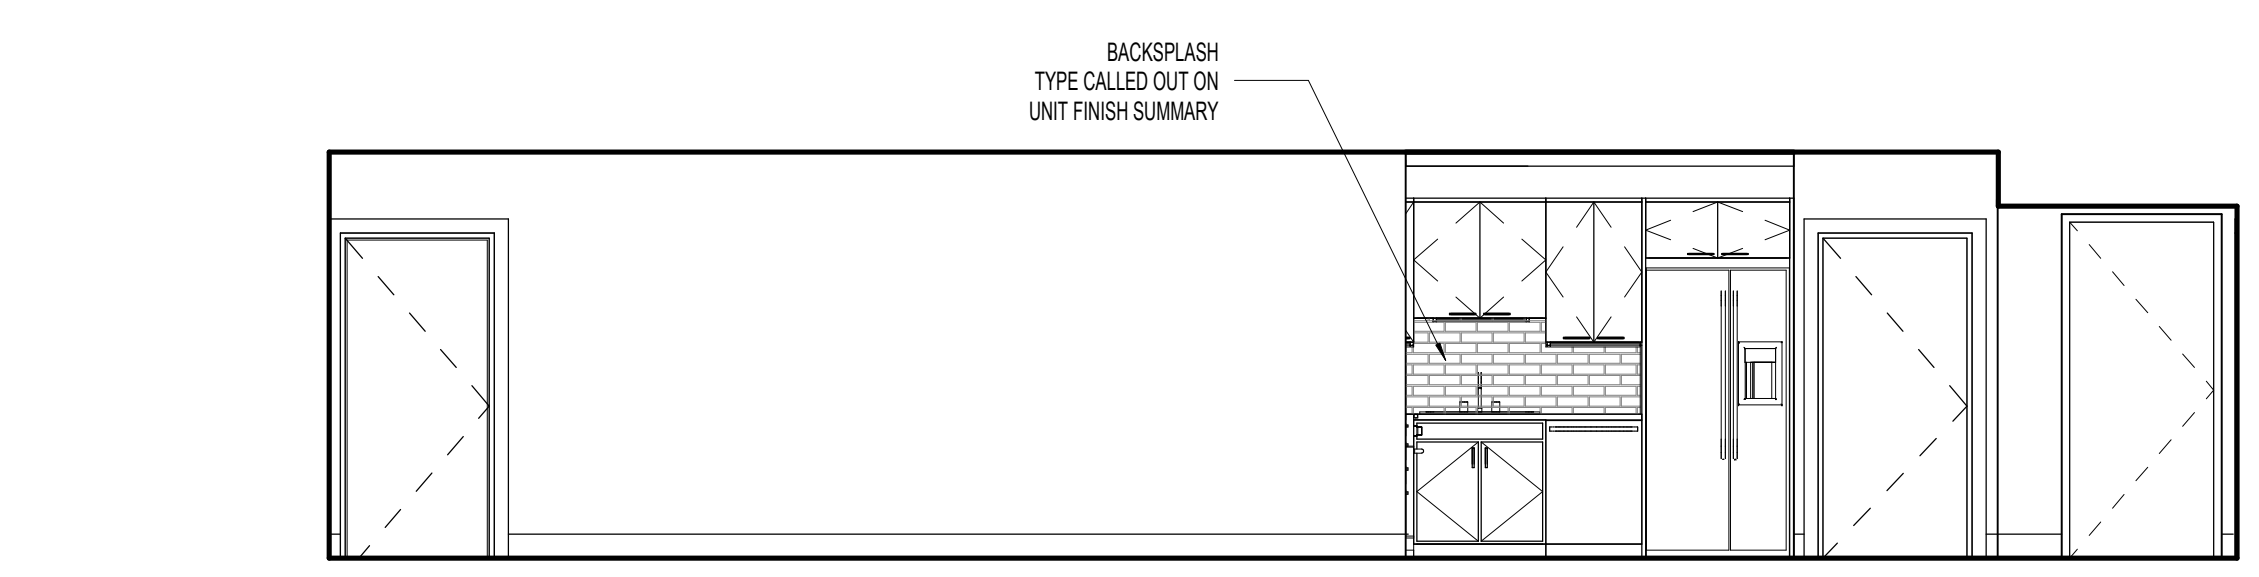 BACKSPLASH
TYPE CALLED OUT ON
UNIT FINISH SUMMARY